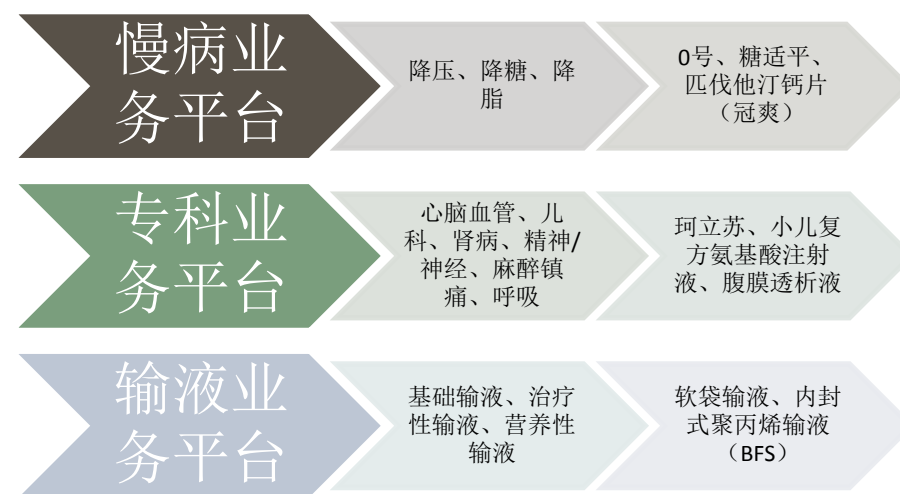 慢病业
务平台
降压、降糖、降
脂
0号、糖适平、
匹伐他汀钙片
（冠爽）
专科业
务平台
心脑血管、儿
科、肾病、精神/
神经、麻醉镇
痛、呼吸
珂立苏、小儿复
方氨基酸注射
液、腹膜透析液
输液业
务平台
基础输液、治疗
性输液、营养性
输液
软袋输液、内封
式聚丙烯输液
（BFS）